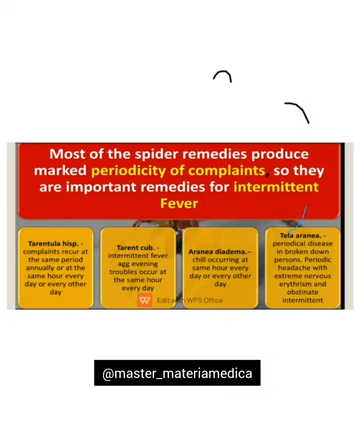 Most of the spider remedies produce
marked periodicity of complaints, so they
are important remedies for intermittent
Fever
Tarentula hisp. -
complaints recur at
the same period
annually or at the
same hour every
day or every other
day
Tarent cub. -
intermittent fever
agg evening
troubles occur at
the same hour
every day
Aranea diadema.–
chill occurring at
same hour every
day or every other
day
Tela aranea. -
periodical disease
in broken down
persons. Periodic
headache with
extreme nervous
erythrism and
obstinate
intermittent
Edit with WPS Office
@master_materiamedica